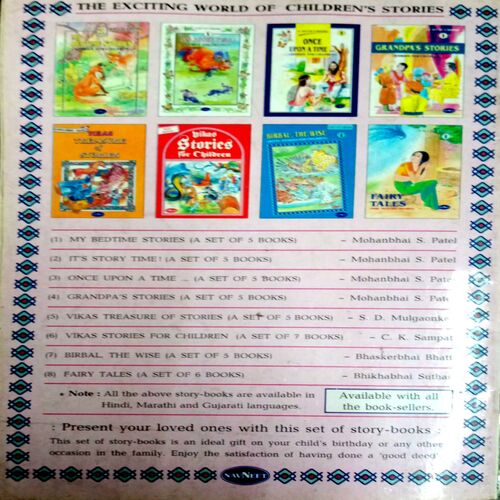 THE EXCITING WORLD OF CHILDREN'S STORIES
ONCE
UPON A TIME...
GRANDPA'S STORIES
VIKAS
TREASURE
OF
STORIES
Vikas
Stories
for Children
BIRBAL, THE WISE
FAIRY
TALES
(1) MY BEDTIME STORIES (A SET OF 5 BOOKS) – Mohanbhai S. Patel
(2) IT'S STORY TIME! (A SET OF 5 BOOKS) – Mohanbhai S. Patel
(3) ONCE UPON A TIME ... (A SET OF 5 BOOKS) – Mohanbhai S. Patel
(4) GRANDPA'S STORIES (A SET OF 5 BOOKS) – Mohanbhai S. Patel
(5) VIKAS TREASURE OF STORIES (A SET OF 5 BOOKS) – S. D. Mulgaonke
(6) VIKAS STORIES FOR CHILDREN (A SET OF 7 BOOKS) – C. K. Sampat
(7) BIRBAL, THE WISE (A SET OF 5 BOOKS) – Bhaskerbhai Bhatt
(8) FAIRY TALES (A SET OF 6 BOOKS) – Bhikhabhai Suthar
• Note : All the above story-books are available in
Hindi, Marathi and Gujarati languages.
Available with all
the book-sellers.
: Present your loved ones with this set of story-books :
This set of story-books is an ideal gift on your child's birthday or any other
occasion in the family. Enjoy the satisfaction of having done a 'good deed'
NAVNEET